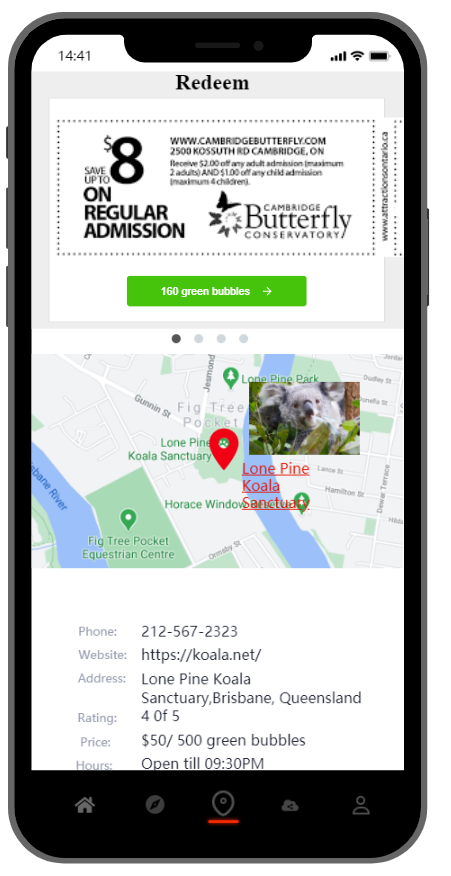 14:41
Redeem
$8
SAVE
UP TO
ON
REGULAR
ADMISSION
WWW.CAMBRIDGEBUTTERFLY.COM
2500 KOSSUTH RD CAMBRIDGE, ON
Receive $2.00 off any adult admission (maximum
2 adults) AND $1.00 off any child admission
(maximum 4 children).
CAMBRIDGE
Butterfly
CONSERVATORY
www.attractionsontario.ca
160 green bubbles
Jesmond
Gunnin St
Lone Pine Park
Dudley St
Fig Tree
Pocket
Lone Pine
Koala Sanctuary
Lone Pine
Koala
Sanctuary
Lance St
Hamilton St
Dewar Terrace
Horace Window
Brisbane River
Fig Tree Pocket
Equestrian Centre
Ormsby St
Phone: 212-567-2323
Website: https://koala.net/
Address: Lone Pine Koala
Sanctuary,Brisbane, Queensland
Rating: 4 0f 5
Price: $50/ 500 green bubbles
Hours: Open till 09:30PM